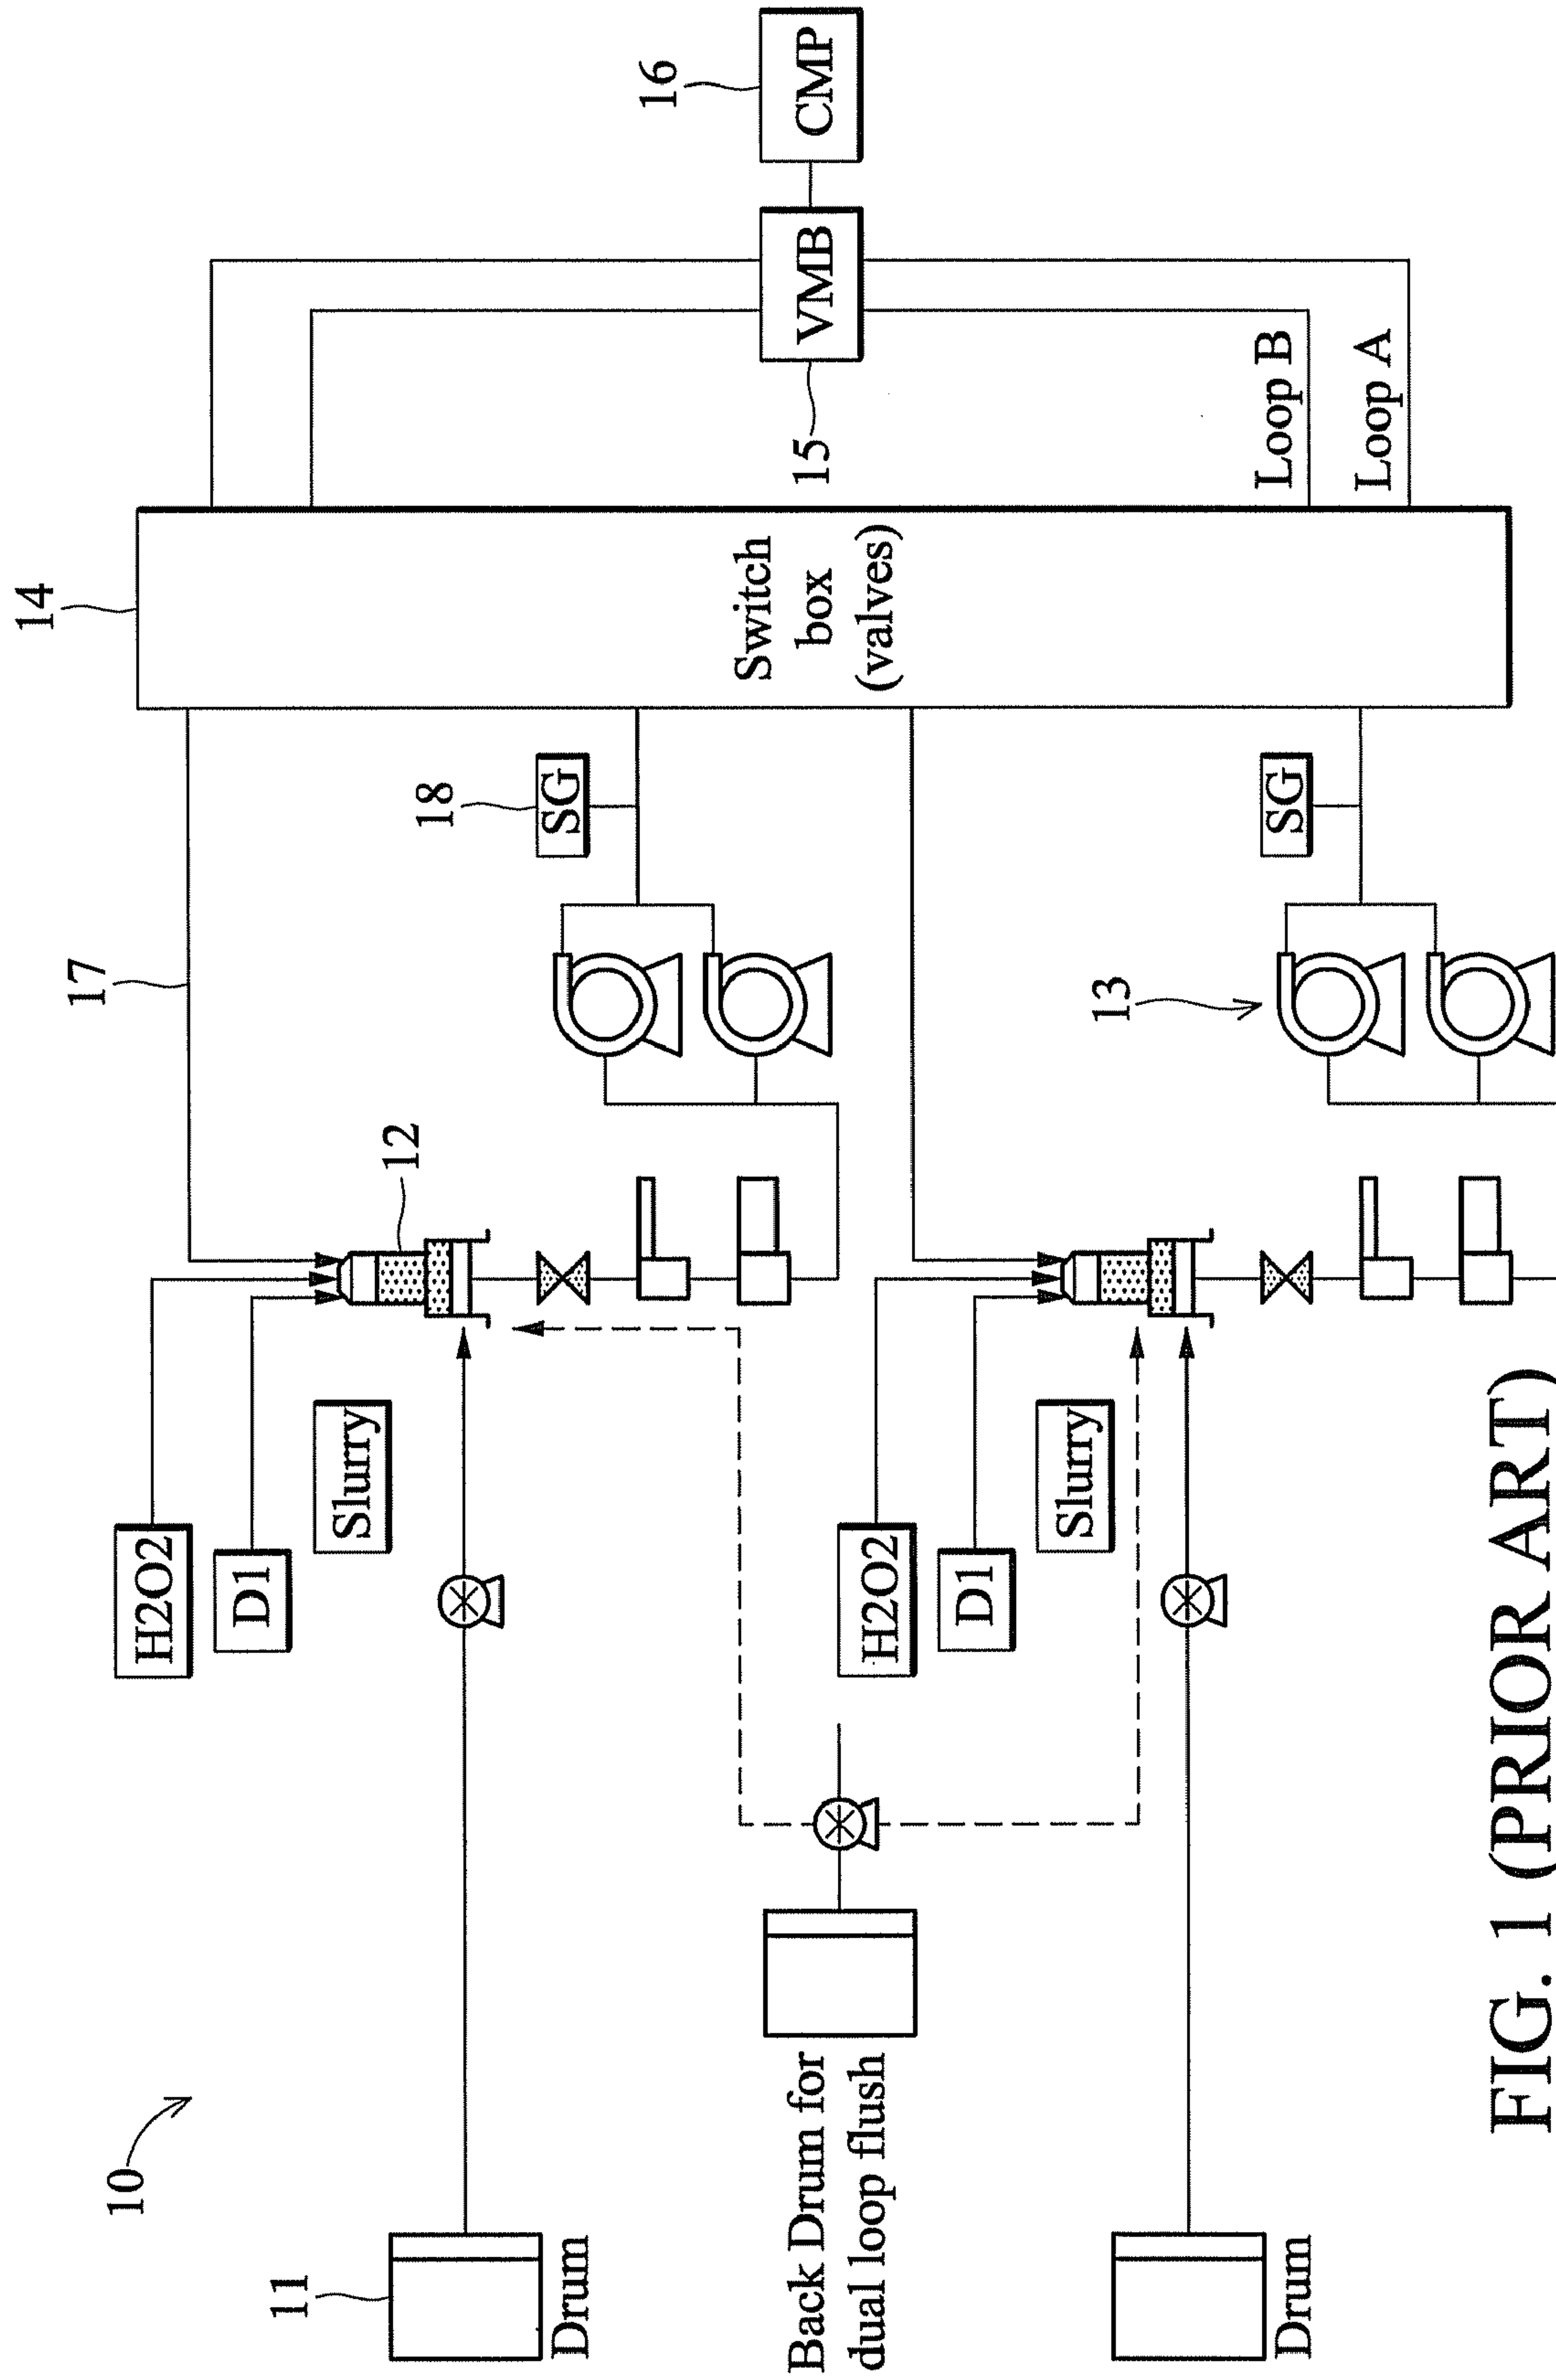 10
11
Drum
H2O2
D1
Slurry
12
17
18
SG
14
Switch
box
(valves)
15
VMB
16
CMP
Back Drum for
dual loop flush
H2O2
D1
Slurry
13
SG
Loop B
Loop A
Drum
FIG. 1 (PRIOR ART)